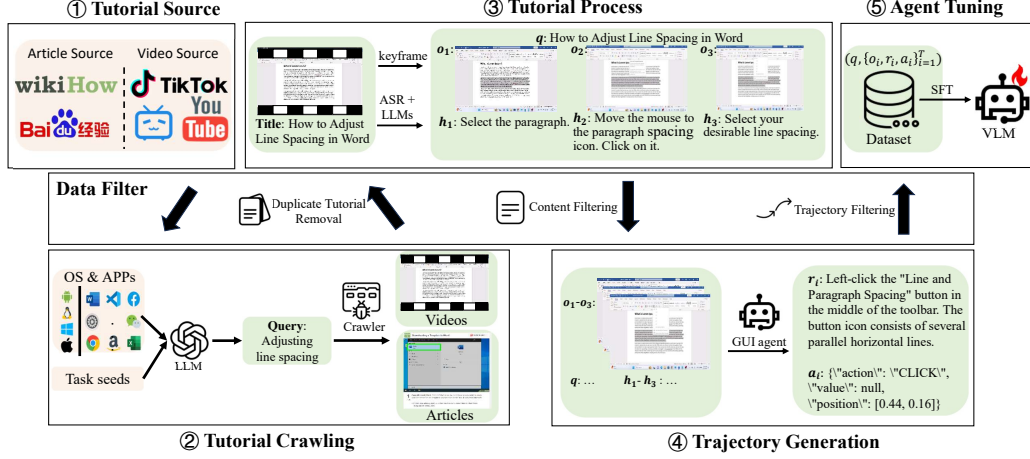 ① Tutorial Source
Article Source
Video Source
wikiHow
TikTok
Bai du 经验
You
Tube
③ Tutorial Process
keyframe
ASR +
LLMs
Title: How to Adjust
Line Spacing in Word
q: How to Adjust Line Spacing in Word
o₁:
o₂:
o₃:
h₁: Select the paragraph.
h₂: Move the mouse to
the paragraph spacing
icon. Click on it.
h₃: Select your
desirable line spacing.
⑤ Agent Tuning
(q, {oᵢ, rᵢ, aᵢ}ᵀᵢ₌₁)
SFT
Dataset
VLM
Data Filter
Duplicate Tutorial
Removal
Content Filtering
Trajectory Filtering
OS & APPs
Task seeds
LLM
Query:
Adjusting
line spacing
Crawler
Videos
Articles
② Tutorial Crawling
o₁-o₃:
q: ...
h₁- h₃ : ...
GUI agent
rᵢ: Left-click the "Line and
Paragraph Spacing" button in
the middle of the toolbar. The
button icon consists of several
parallel horizontal lines.
aᵢ: {\"action\": \"CLICK\",
\"value\": null,
\"position\": [0.44, 0.16]}
④ Trajectory Generation